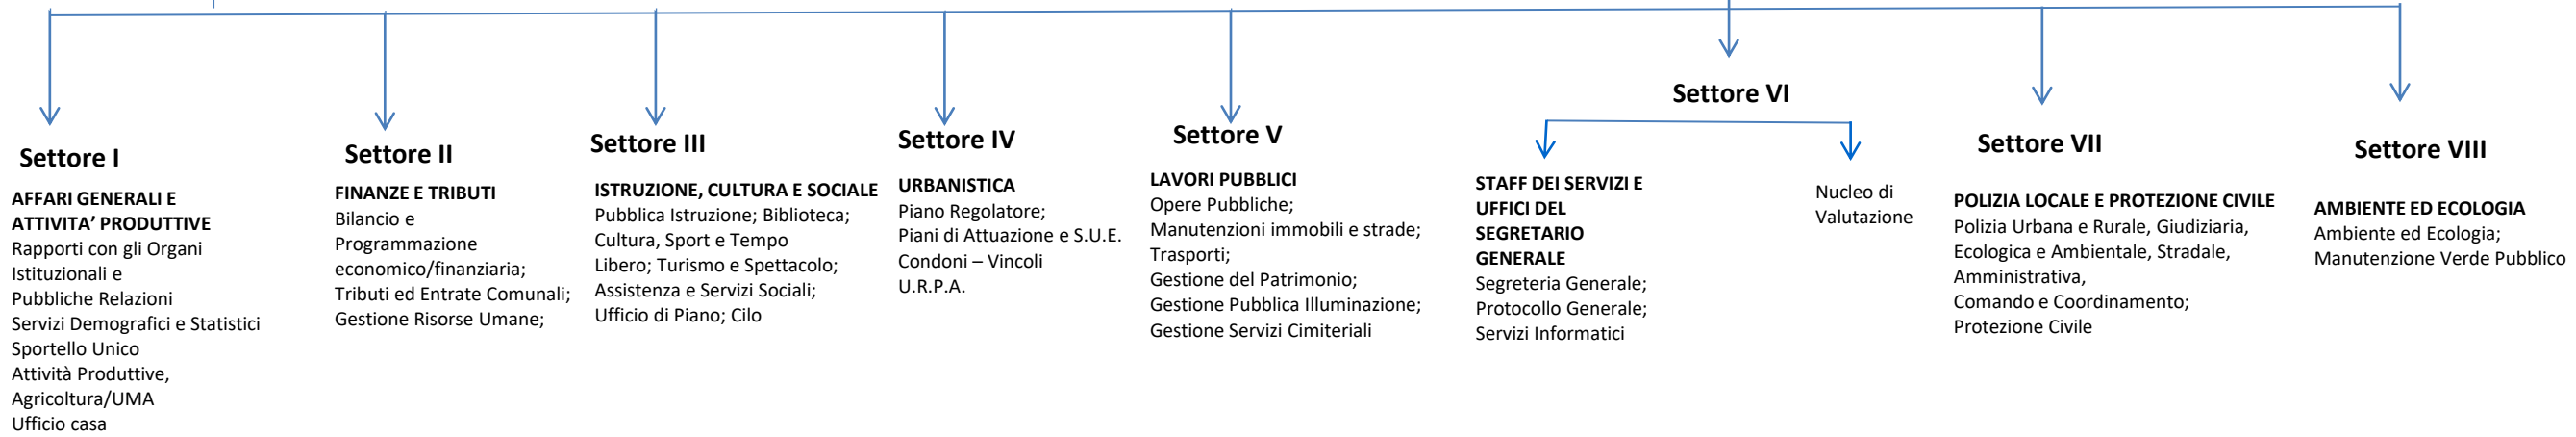 Settore I
AFFARI GENERALI E
ATTIVITA’ PRODUTTIVE
Rapporti con gli Organi
Istituzionali e
Pubbliche Relazioni
Servizi Demografici e Statistici
Sportello Unico
Attività Produttive,
Agricoltura/UMA
Ufficio casa
Settore II
FINANZE E TRIBUTI
Bilancio e
Programmazione
economico/finanziaria;
Tributi ed Entrate Comunali;
Gestione Risorse Umane;
Settore III
ISTRUZIONE, CULTURA E SOCIALE
Pubblica Istruzione; Biblioteca;
Cultura, Sport e Tempo
Libero; Turismo e Spettacolo;
Assistenza e Servizi Sociali;
Ufficio di Piano; Cilo
Settore IV
URBANISTICA
Piano Regolatore;
Piani di Attuazione e S.U.E.
Condoni – Vincoli
U.R.P.A.
Settore V
LAVORI PUBBLICI
Opere Pubbliche;
Manutenzioni immobili e strade;
Trasporti;
Gestione del Patrimonio;
Gestione Pubblica Illuminazione;
Gestione Servizi Cimiteriali
Settore VI
STAFF DEI SERVIZI E
UFFICI DEL
SEGRETARIO
GENERALE
Segreteria Generale;
Protocollo Generale;
Servizi Informatici
Nucleo di
Valutazione
Settore VII
POLIZIA LOCALE E PROTEZIONE CIVILE
Polizia Urbana e Rurale, Giudiziaria,
Ecologica e Ambientale, Stradale,
Amministrativa,
Comando e Coordinamento;
Protezione Civile
Settore VIII
AMBIENTE ED ECOLOGIA
Ambiente ed Ecologia;
Manutenzione Verde Pubblico